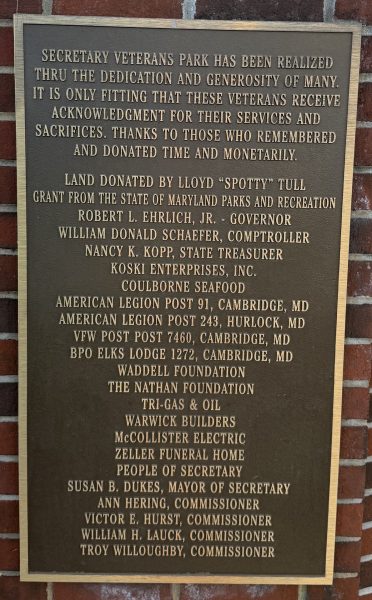 SECRETARY VETERANS PARK HAS BEEN REALIZED
THRU THE DEDICATION AND GENEROSITY OF MANY.
IT IS ONLY FITTING THAT THESE VETERANS RECEIVE
ACKNOWLEDGMENT FOR THEIR SERVICES AND
SACRIFICES. THANKS TO THOSE WHO REMEMBERED
AND DONATED TIME AND MONETARILY.
LAND DONATED BY LLOYD "SPOTTY" TULL
GRANT FROM THE STATE OF MARYLAND PARKS AND RECREATION
ROBERT L. EHRLICH, JR. - GOVERNOR
WILLIAM DONALD SCHAEFER, COMPTROLLER
NANCY K. KOPP, STATE TREASURER
KOSKI ENTERPRISES, INC.
COULBORNE SEAFOOD
AMERICAN LEGION POST 91, CAMBRIDGE, MD
AMERICAN LEGION POST 243, HURLOCK, MD
VFW POST POST 7460, CAMBRIDGE, MD
BPO ELKS LODGE 1272, CAMBRIDGE, MD
WADDELL FOUNDATION
THE NATHAN FOUNDATION
TRI-GAS & OIL
WARWICK BUILDERS
McCOLLISTER ELECTRIC
ZELLER FUNERAL HOME
PEOPLE OF SECRETARY
SUSAN B. DUKES, MAYOR OF SECRETARY
ANN HERING, COMMISSIONER
VICTOR E. HURST, COMMISSIONER
WILLIAM H. LAUCK, COMMISSIONER
TROY WILLOUGHBY, COMMISSIONER